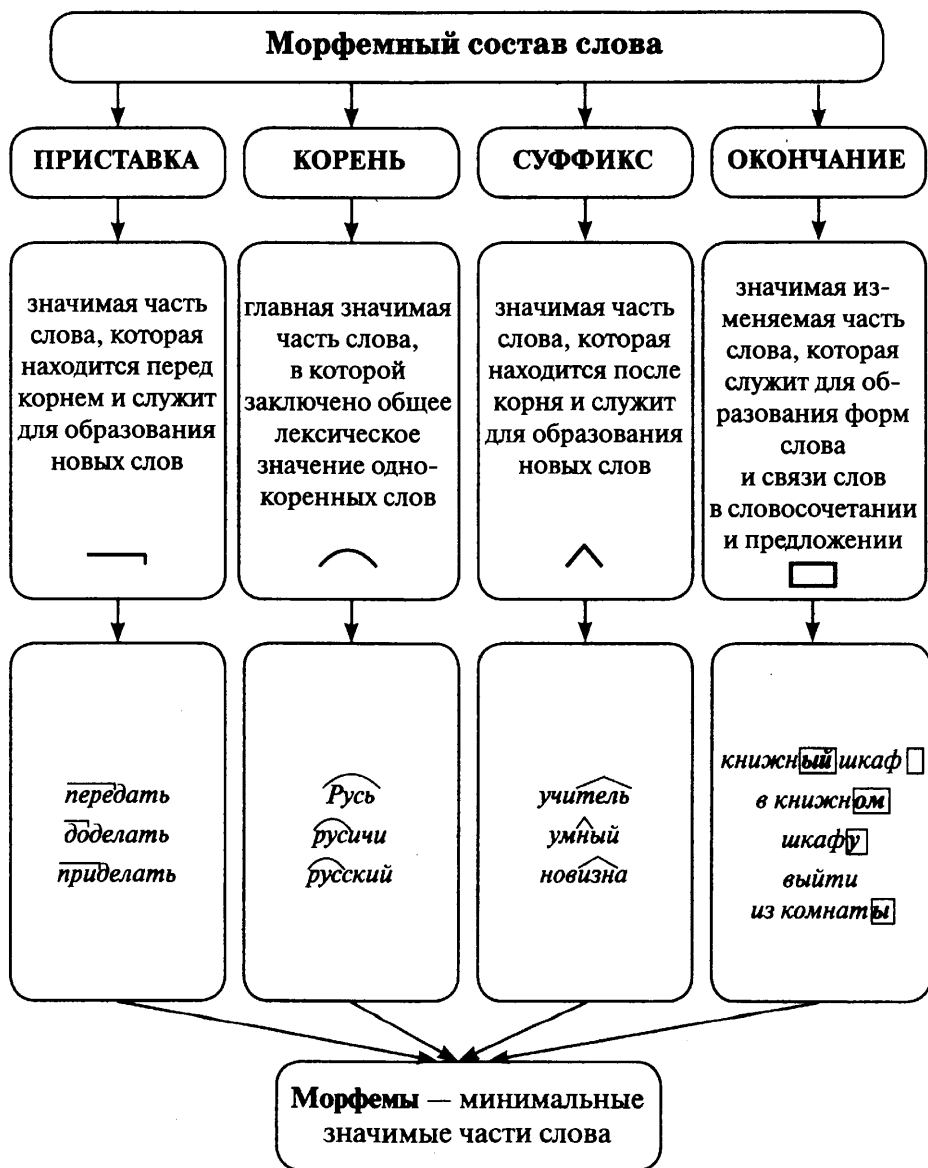 Морфемный состав слова
ПРИСТАВКА
КОРЕНЬ
СУФФИКС
ОКОНЧАНИЕ
значимая часть
слова, которая
находится перед
корнем и служит
для образования
новых слов
главная значимая
часть слова,
в которой
заключено общее
лексическое
значение одно-
коренных слов
значимая часть
слова, которая
находится после
корня и служит
для образования
новых слов
значимая из-
меняемая часть
слова, которая
служит для об-
разования форм
слова
и связи слов
в словосочетании
и предложении
передать
доделать
приделать
Русь
русичи
русский
учитель
умный
новизна
книжный шкаф
в книжном
шкафу
выйти
из комнаты
Морфемы — минимальные
значимые части слова